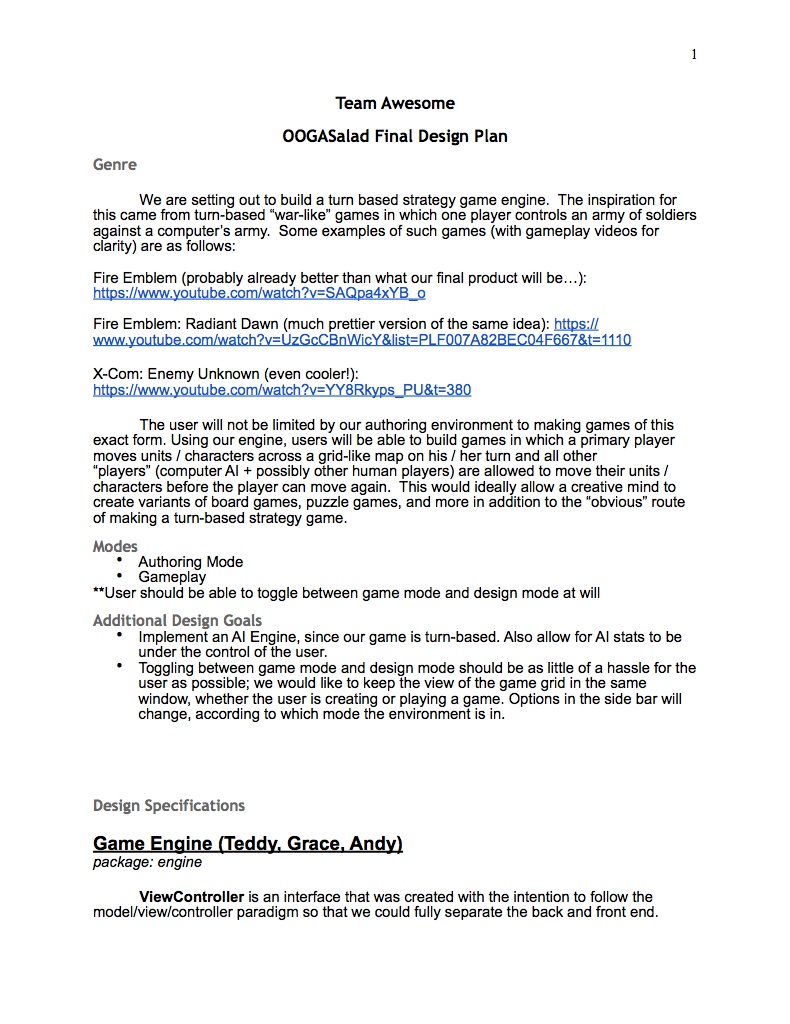 1
Team Awesome
OOGASalad Final Design Plan
Genre
We are setting out to build a turn based strategy game engine.  The inspiration for
this came from turn-based “war-like” games in which one player controls an army of soldiers
against a computer’s army.  Some examples of such games (with gameplay videos for
clarity) are as follows:
Fire Emblem (probably already better than what our final product will be…):
https://www.youtube.com/watch?v=SAQpa4xYB_o
Fire Emblem: Radiant Dawn (much prettier version of the same idea): https://
www.youtube.com/watch?v=UzGcCBnWicY&list=PLF007A82BEC04F667&t=1110
X-Com: Enemy Unknown (even cooler!):
https://www.youtube.com/watch?v=YY8Rkyps_PU&t=380
The user will not be limited by our authoring environment to making games of this
exact form. Using our engine, users will be able to build games in which a primary player
moves units / characters across a grid-like map on his / her turn and all other
“players” (computer AI + possibly other human players) are allowed to move their units /
characters before the player can move again.  This would ideally allow a creative mind to
create variants of board games, puzzle games, and more in addition to the “obvious” route
of making a turn-based strategy game.
Modes
• Authoring Mode
• Gameplay
**User should be able to toggle between game mode and design mode at will
Additional Design Goals
• Implement an AI Engine, since our game is turn-based. Also allow for AI stats to be
under the control of the user.
• Toggling between game mode and design mode should be as little of a hassle for the
user as possible; we would like to keep the view of the game grid in the same
window, whether the user is creating or playing a game. Options in the side bar will
change, according to which mode the environment is in.
Design Specifications
Game Engine (Teddy, Grace, Andy)
package: engine
ViewController is an interface that was created with the intention to follow the
model/view/controller paradigm so that we could fully separate the back and front end.